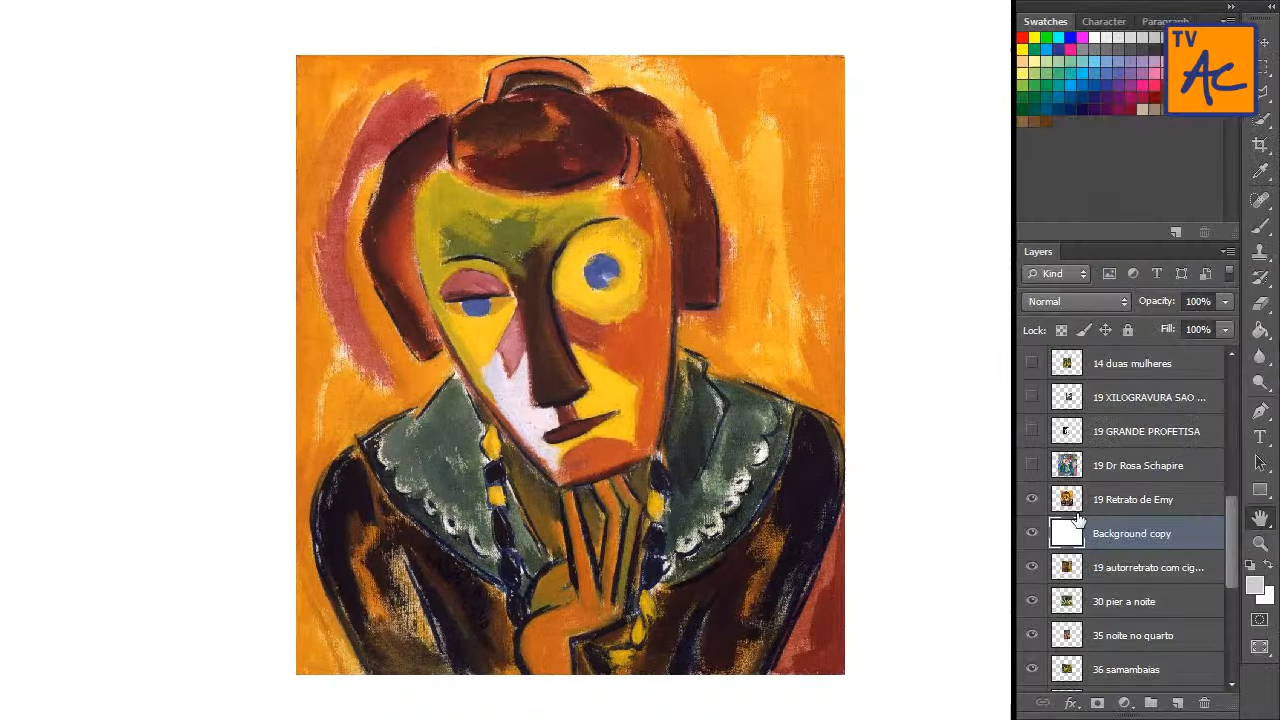 Swatches Character Paragraph
TV
AC
Layers
Kind
Normal Opacity: 100%
Lock: Fill: 100%
14 duas mulheres
19 XILOGRAVURA SAO ...
19 GRANDE PROFETISA
19 Dr Rosa Schapire
19 Retrato de Emy
Background copy
19 autorretrato com cig...
30 pier a noite
35 noite no quarto
36 samambaias